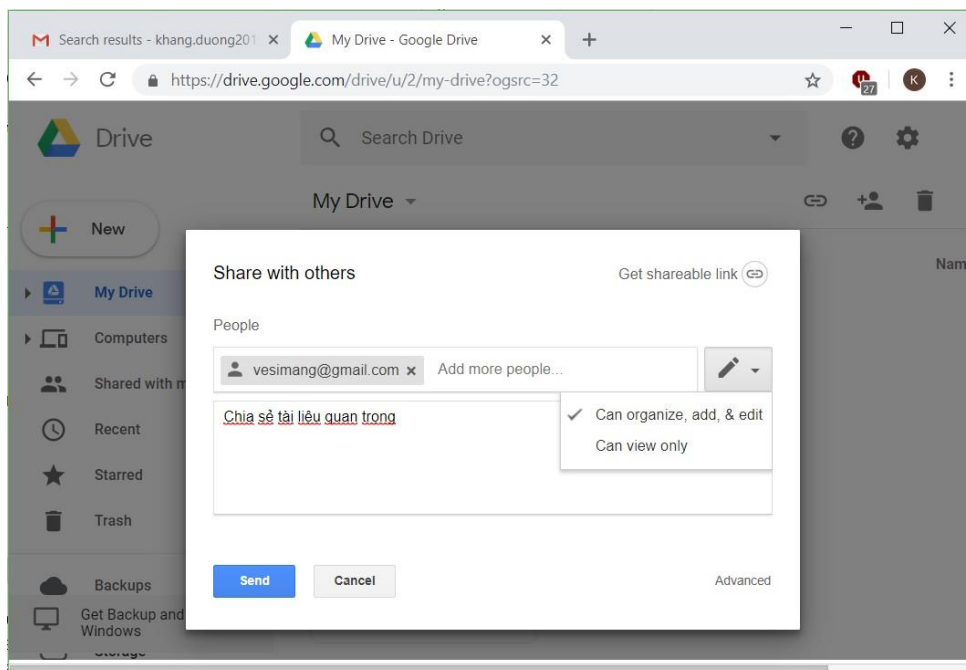 Search results - khang.duong201
My Drive - Google Drive
https://drive.google.com/drive/u/2/my-drive?ogsrc=32
27
K
Drive
Search Drive
My Drive
New
Nam
My Drive
Computers
Shared with m
Recent
Starred
Trash
Backups
Get Backup and
Windows
Storage
Share with others
Get shareable link
People
vesimang@gmail.com
Add more people...
Can organize, add, & edit
Can view only
Chia sẻ tài liệu quan trọng
Send
Cancel
Advanced